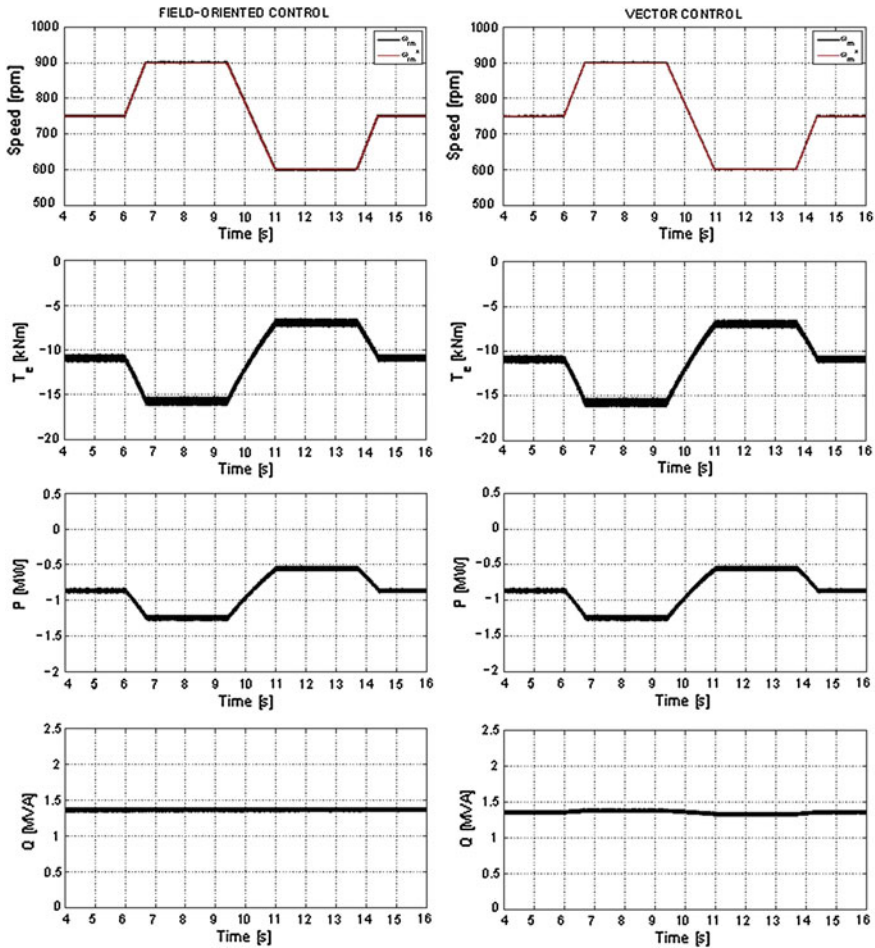 FIELD-ORIENTED CONTROL
1000
900
800
700
600
500
Speed [rpm]
4 5 6 7 8 9 10 11 12 13 14 15 16
Time [s]
VECTOR CONTROL
1000
900
800
700
600
500
Speed [rpm]
4 5 6 7 8 9 10 11 12 13 14 15 16
Time [s]
0
−5
−10
−15
−20
T e [kNm]
4 5 6 7 8 9 10 11 12 13 14 15 16
Time [s]
0
−5
−10
−15
−20
T e [kNm]
4 5 6 7 8 9 10 11 12 13 14 15 16
Time [s]
0.5
0
−0.5
−1
−1.5
−2
P [MW]
4 5 6 7 8 9 10 11 12 13 14 15 16
Time [s]
0.5
0
−0.5
−1
−1.5
−2
P [MW]
4 5 6 7 8 9 10 11 12 13 14 15 16
Time [s]
2.5
2
1.5
1
0.5
0
Q [MVA]
4 5 6 7 8 9 10 11 12 13 14 15 16
Time [s]
2.5
2
1.5
1
0.5
0
Q [MVA]
4 5 6 7 8 9 10 11 12 13 14 15 16
Time [s]